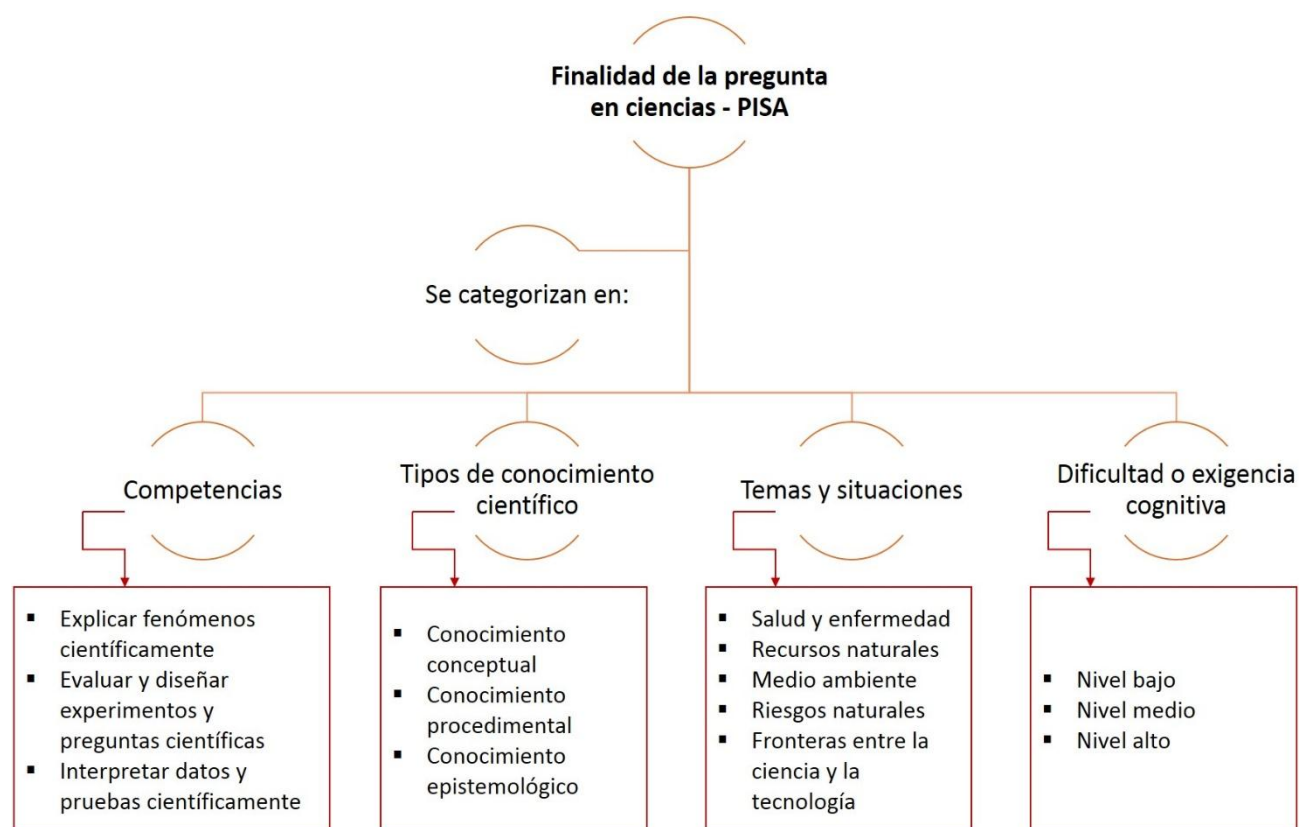 Finalidad de la pregunta
en ciencias - PISA
Se categorizan en:
Competencias
Tipos de conocimiento
científico
Temas y situaciones
Dificultad o exigencia
cognitiva
▪ Explicar fenómenos
científicamente
▪ Evaluar y diseñar
experimentos y
preguntas científicas
▪ Interpretar datos y
pruebas científicamente
▪ Conocimiento
conceptual
▪ Conocimiento
procedimental
▪ Conocimiento
epistemológico
▪ Salud y enfermedad
▪ Recursos naturales
▪ Medio ambiente
▪ Riesgos naturales
▪ Fronteras entre la
ciencia y la
tecnología
▪ Nivel bajo
▪ Nivel medio
▪ Nivel alto